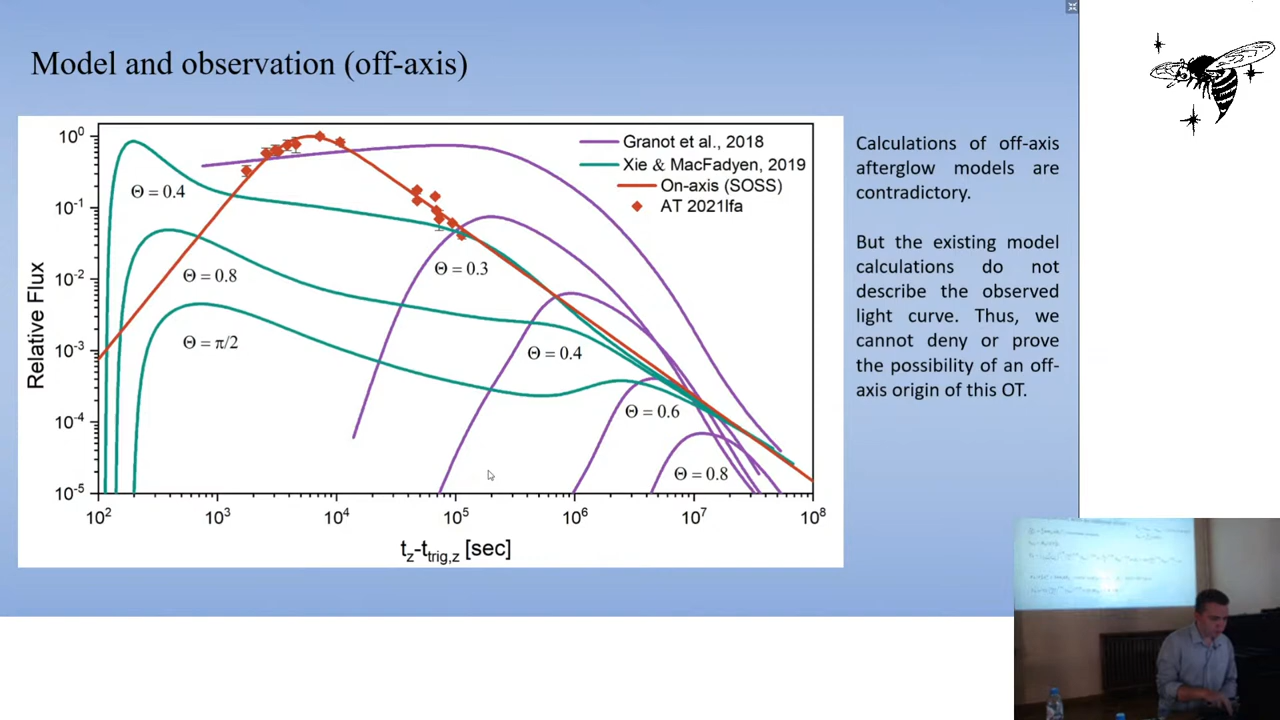 Model and observation (off-axis)
Granot et al., 2018
Xie & MacFadyen, 2019
On-axis (SOSS)
AT 2021lfa
Relative Flux
10⁰
10⁻¹
10⁻²
10⁻³
10⁻⁴
10⁻⁵
Θ = 0.4
Θ = 0.8
Θ = π/2
Θ = 0.3
Θ = 0.4
Θ = 0.6
Θ = 0.8
10² 10³ 10⁴ 10⁵ 10⁶ 10⁷ 10⁸
t_z-t_trig,z [sec]
Calculations of off-axis
afterglow models are
contradictory.
But the existing model
calculations do not
describe the observed
light curve. Thus, we
cannot deny or prove
the possibility of an off-
axis origin of this OT.